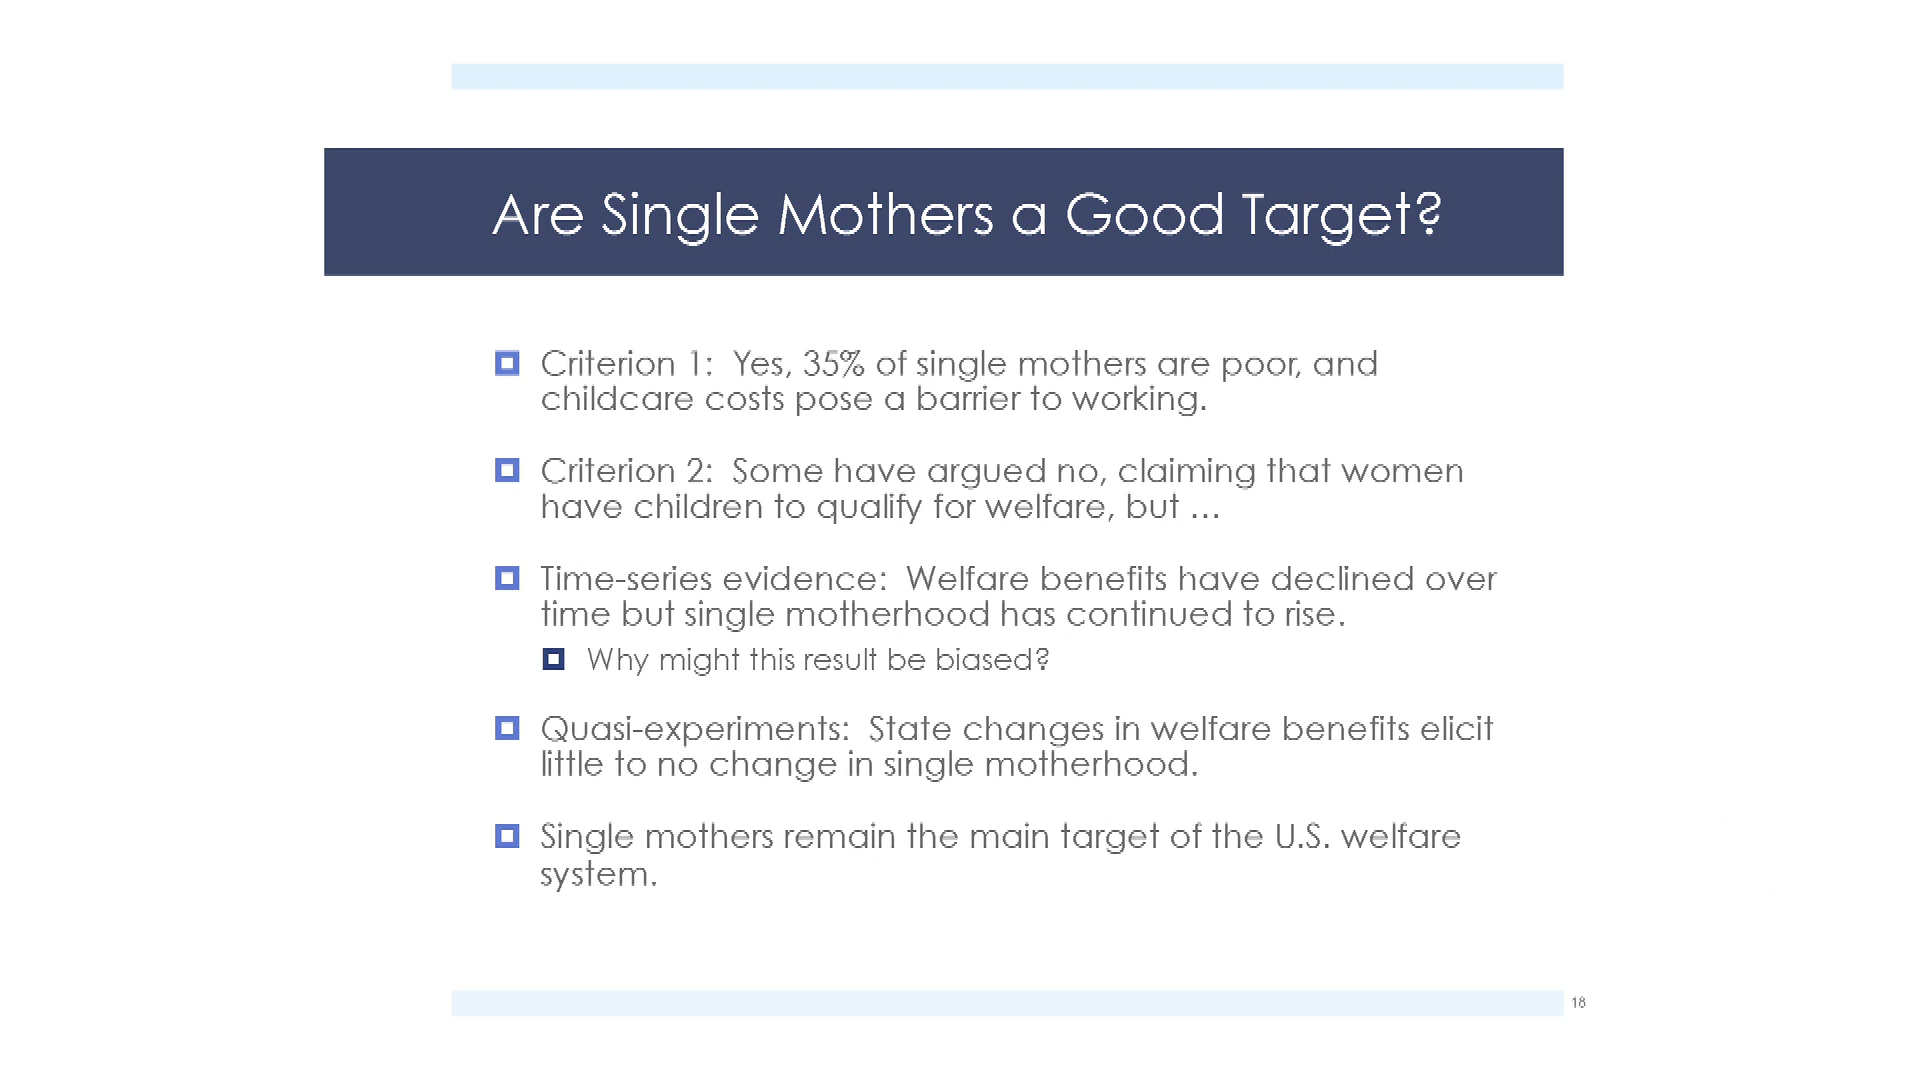 Are Single Mothers a Good Target?
Criterion 1:  Yes, 35% of single mothers are poor, and
childcare costs pose a barrier to working.
Criterion 2:  Some have argued no, claiming that women
have children to qualify for welfare, but …
Time-series evidence:  Welfare benefits have declined over
time but single motherhood has continued to rise.
Why might this result be biased?
Quasi-experiments:  State changes in welfare benefits elicit
little to no change in single motherhood.
Single mothers remain the main target of the U.S. welfare
system.
18